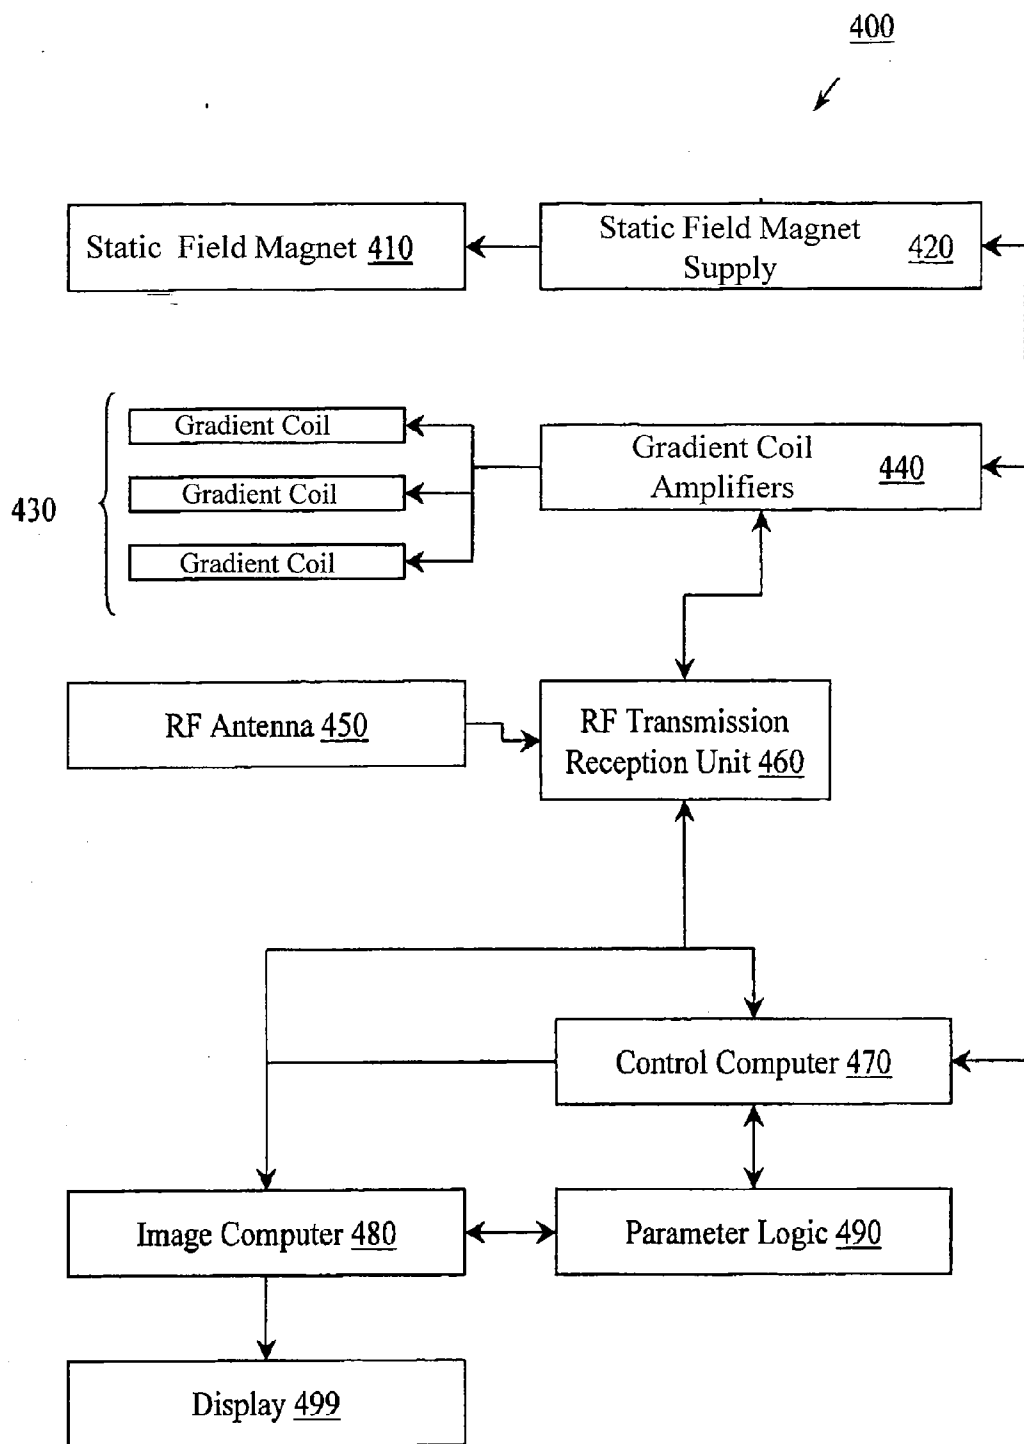 400
Static Field Magnet 410
Static Field Magnet
Supply
420
Gradient Coil
Gradient Coil
Gradient Coil
430
Gradient Coil
Amplifiers
440
RF Antenna 450
RF Transmission
Reception Unit 460
Control Computer 470
Image Computer 480
Parameter Logic 490
Display 499